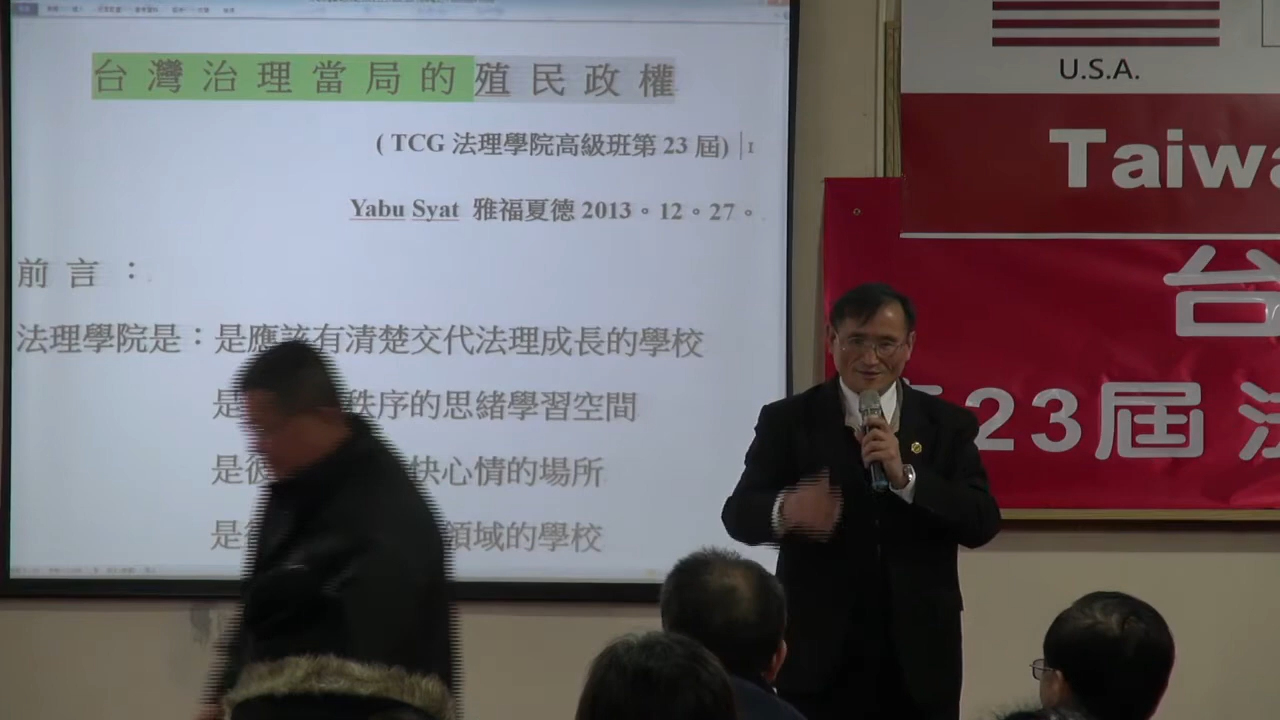 台灣治理當局的殖民政權
( TCG 法理學院高級班第 23 屆)
Yabu Syat 雅福夏德 2013。12。27。
前言：
法理學院是：是應該有清楚交代法理成長的學校
是 秩序的思緒學習空間
是 快心情的場所
是 領域的學校
U.S.A.
Taiwa
台
23屆 法